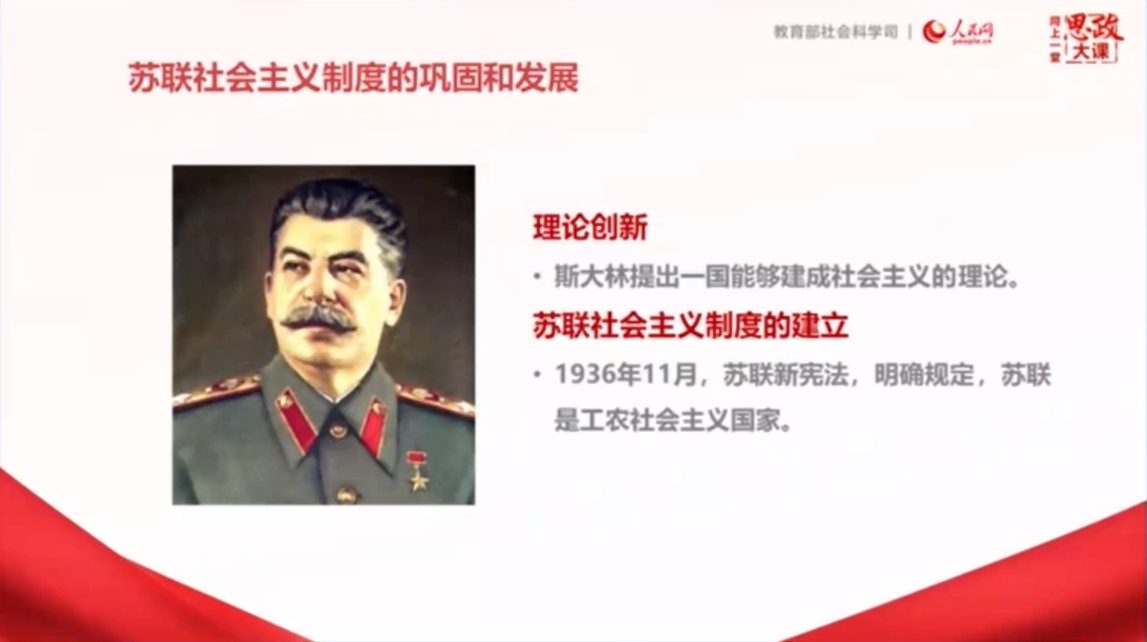 教育部社会科学司 | 人民网
people.cn
同上一堂
思政
大课
苏联社会主义制度的巩固和发展
理论创新
• 斯大林提出一国能够建成社会主义的理论。
苏联社会主义制度的建立
• 1936年11月，苏联新宪法，明确规定，苏联
是工农社会主义国家。